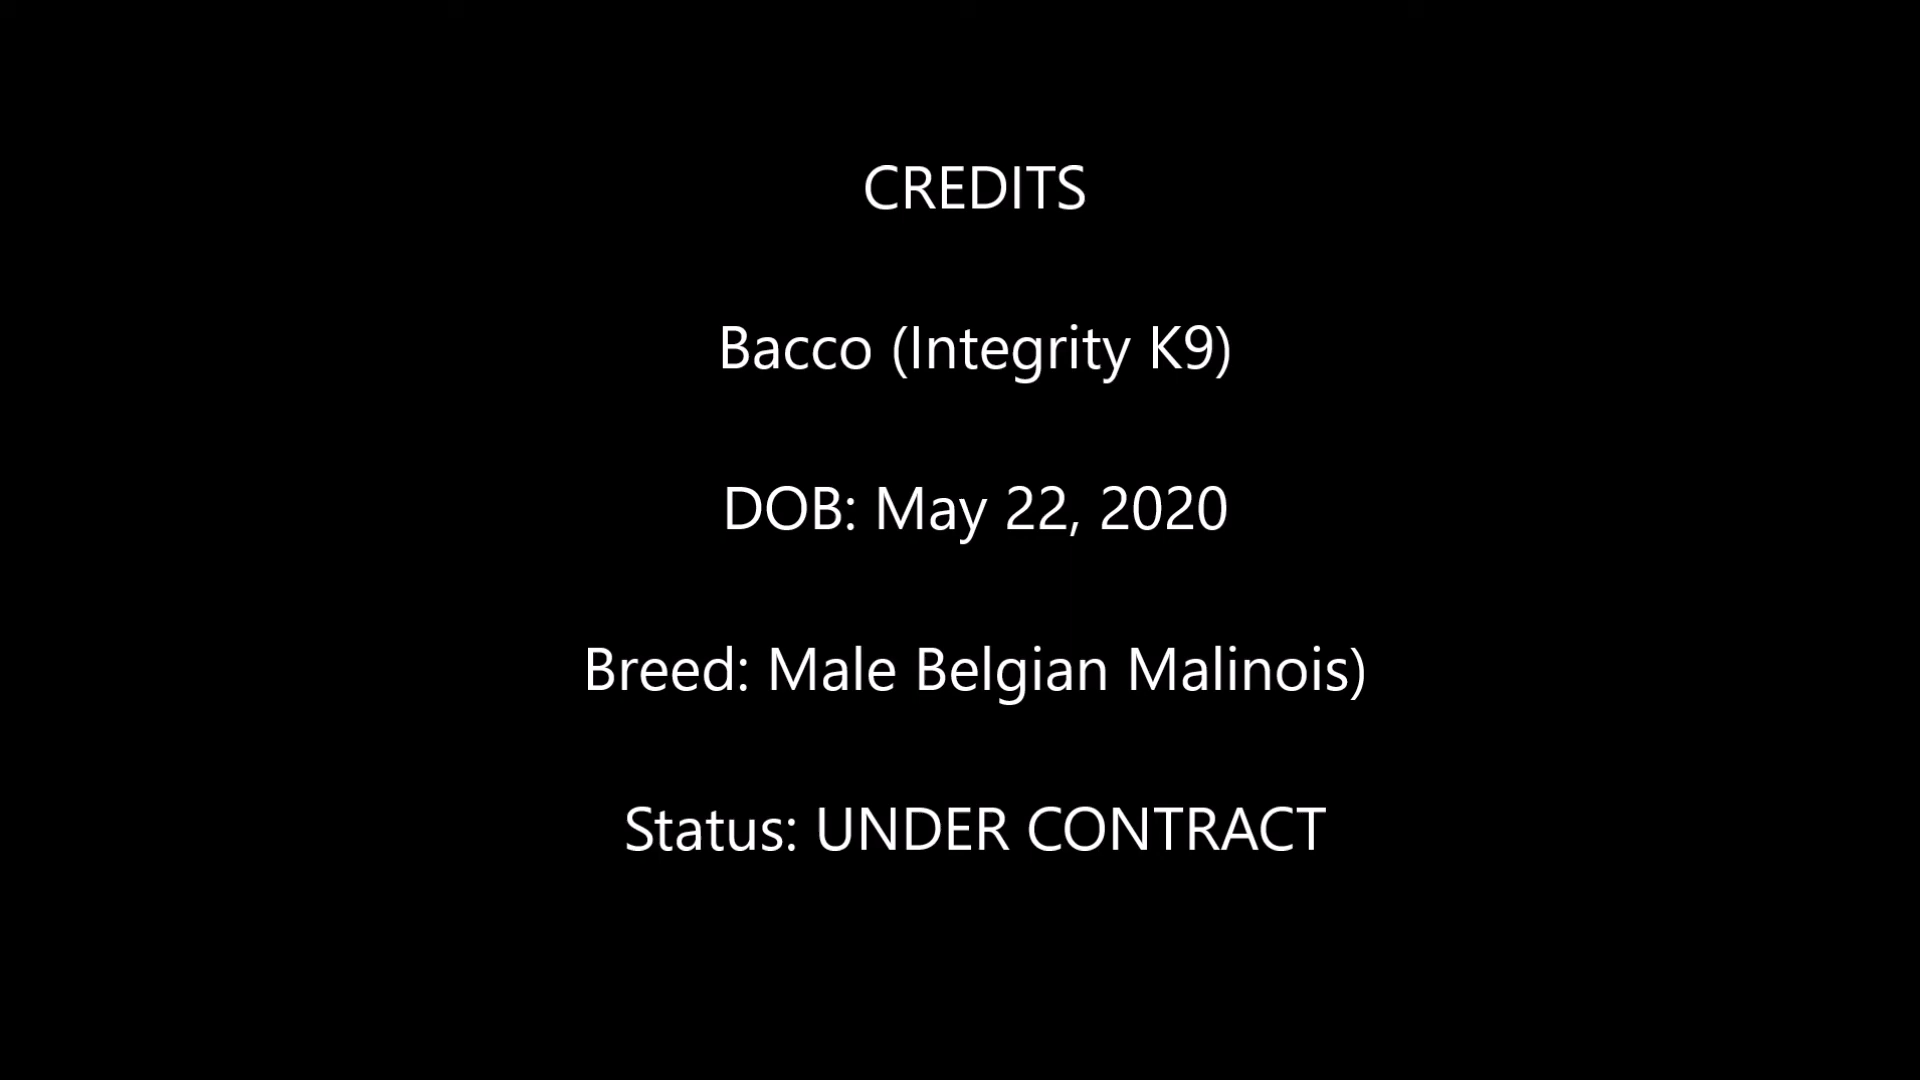 CREDITS
Bacco (Integrity K9)
DOB: May 22, 2020
Breed: Male Belgian Malinois)
Status: UNDER CONTRACT